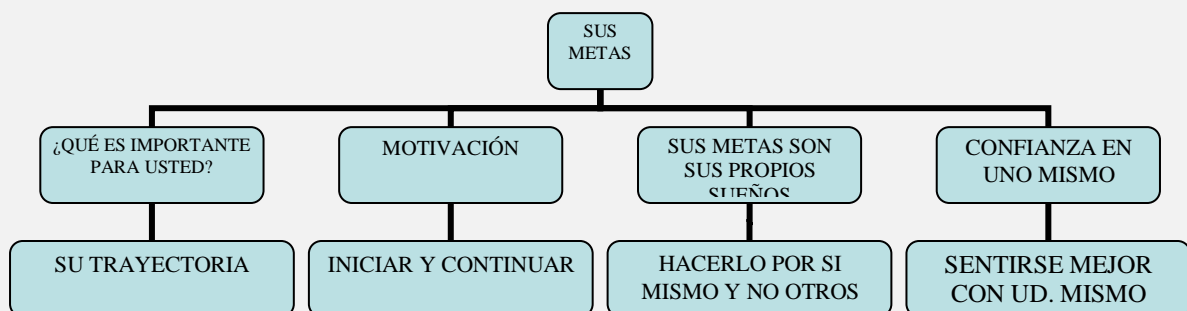 SUS
METAS
¿QUÉ ES IMPORTANTE
PARA USTED?
MOTIVACIÓN
SUS METAS SON
SUS PROPIOS
SUEÑOS
CONFIANZA EN
UNO MISMO
SU TRAYECTORIA
INICIAR Y CONTINUAR
HACERLO POR SI
MISMO Y NO OTROS
SENTIRSE MEJOR
CON UD. MISMO